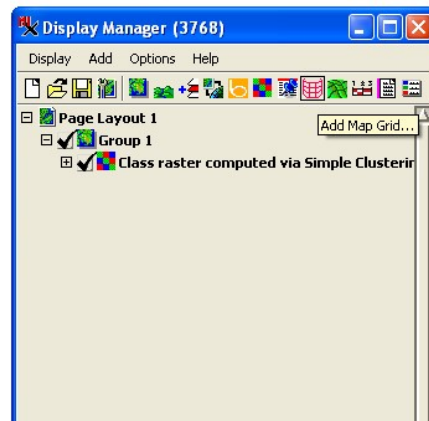 Display Manager (3768)
Display Add Options Help
Add Map Grid...
Page Layout 1
Group 1
Class raster computed via Simple Clusterin